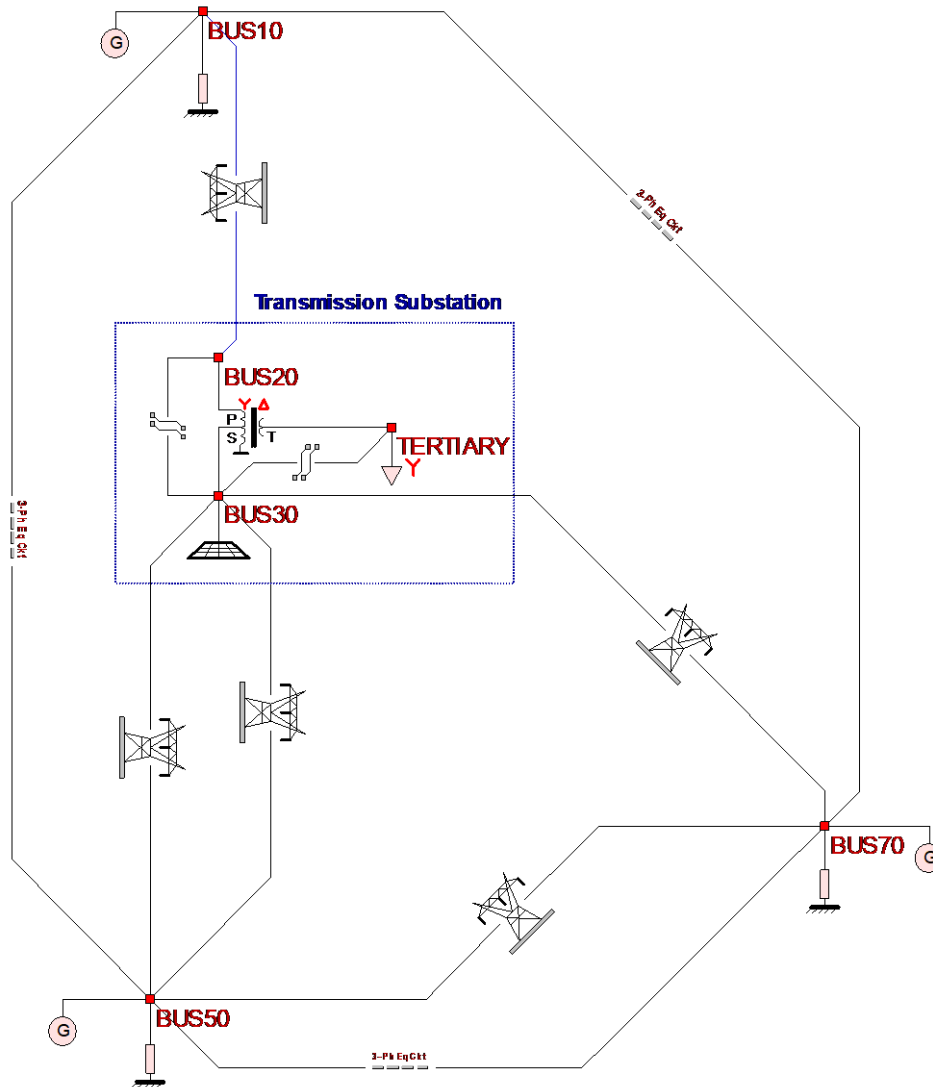 G
BUS10
3-Ph Eq Ckt
Transmission Substation
BUS20
Y Δ
P
S
T
TERTIARY
Y
BUS30
3-Ph Eq Ckt
BUS70
G
BUS50
G
3-Ph Eq Ckt